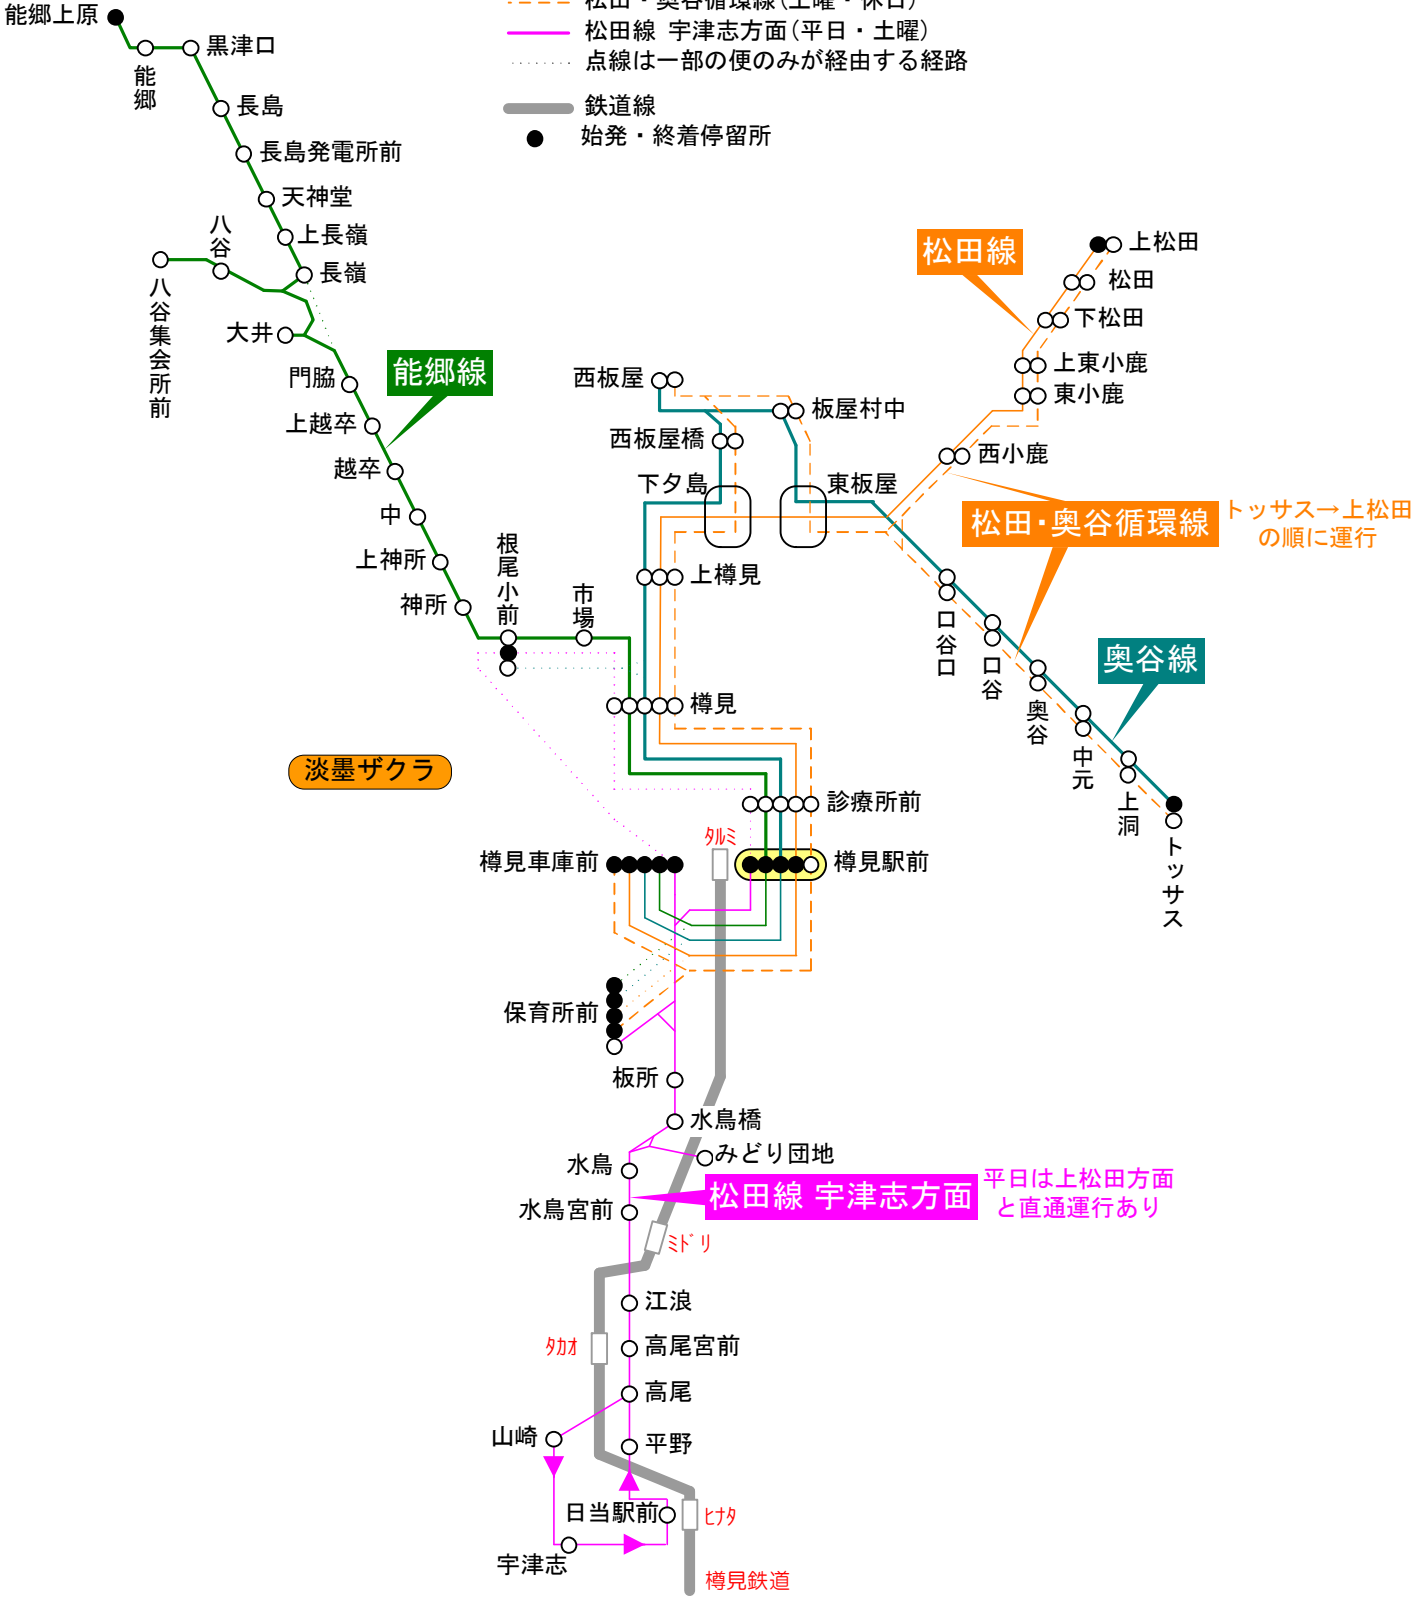 松田・奥谷循環線(土曜・休日)
松田線 宇津志方面(平日・土曜)
点線は一部の便のみが経由する経路
鉄道線
始発・終着停留所
能郷上原
能郷
黒津口
長島
長島発電所前
天神堂
上長嶺
長嶺
八谷
八谷集会所前
大井
門脇
能郷線
上越卒
越卒
中
上神所
神所
根尾小前
市場
西板屋
板屋村中
西板屋橋
下夕島
東板屋
上樽見
樽見
松田線
上松田
松田
下松田
上東小鹿
東小鹿
西小鹿
松田・奥谷循環線
トッサス→上松田
の順に運行
口谷口
口谷
奥谷
中元
上洞
トッサス
奥谷線
淡墨ザクラ
診療所前
ﾀﾙﾐ
樽見車庫前
樽見駅前
保育所前
板所
水鳥橋
みどり団地
水鳥
水鳥宮前
松田線 宇津志方面
平日は上松田方面
と直通運行あり
ﾐﾄﾞﾘ
江浪
ﾀｶｵ
高尾宮前
高尾
山崎
平野
日当駅前
ﾋﾅﾀ
宇津志
樽見鉄道